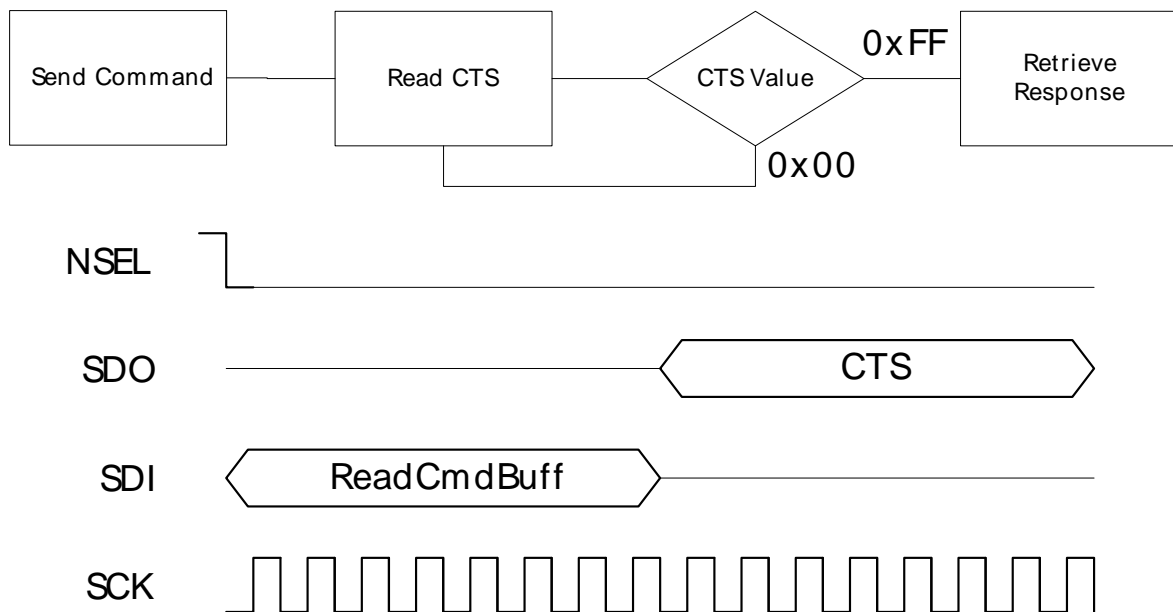 Send Command
Read CTS
CTS Value
0xFF
Retrieve
Response
0x00
NSEL
SDO
CTS
SDI
ReadCmdBuff
SCK